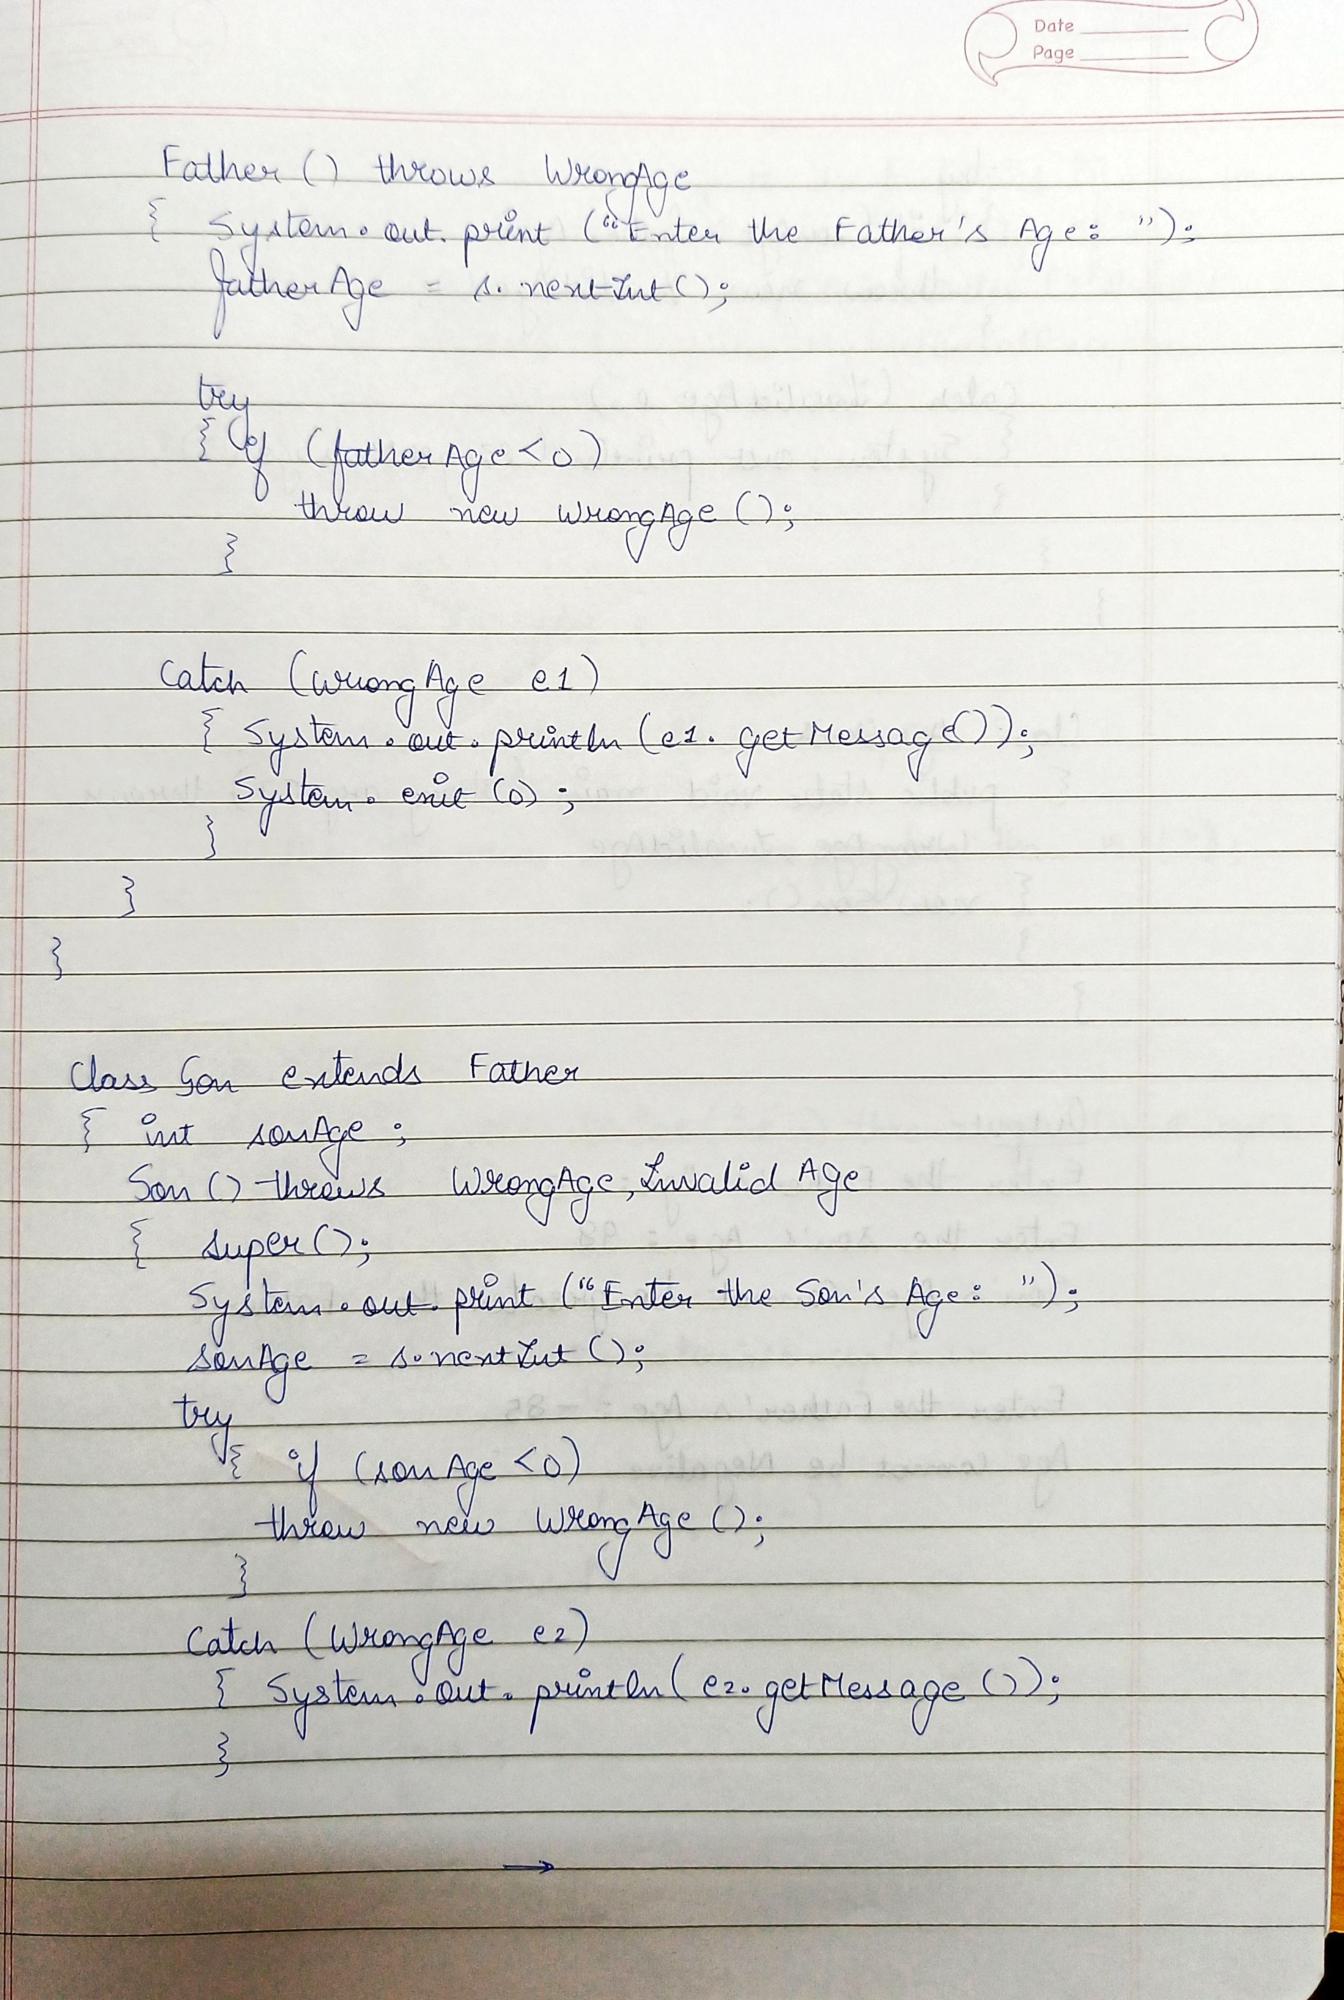 Date
Page
Father () throws WrongAge
{ System.out.print ("Enter the Father's Age: ");
fatherAge = s.nextInt();
try
{ if (fatherAge<0)
throw new WrongAge ();
}
Catch (WrongAge e1)
{ System.out.println (e1.getMessage());
System.exit (0);
}
}
}
Class Son extends Father
{ int sonAge;
Son () throws WrongAge, Invalid Age
{ super();
System.out.print ("Enter the Son's Age: ");
sonAge = s.nextInt ();
try
{ if (sonAge <0)
throw new WrongAge ();
}
Catch (WrongAge e2)
{ System.out.println( e2.getMessage ());
}
→